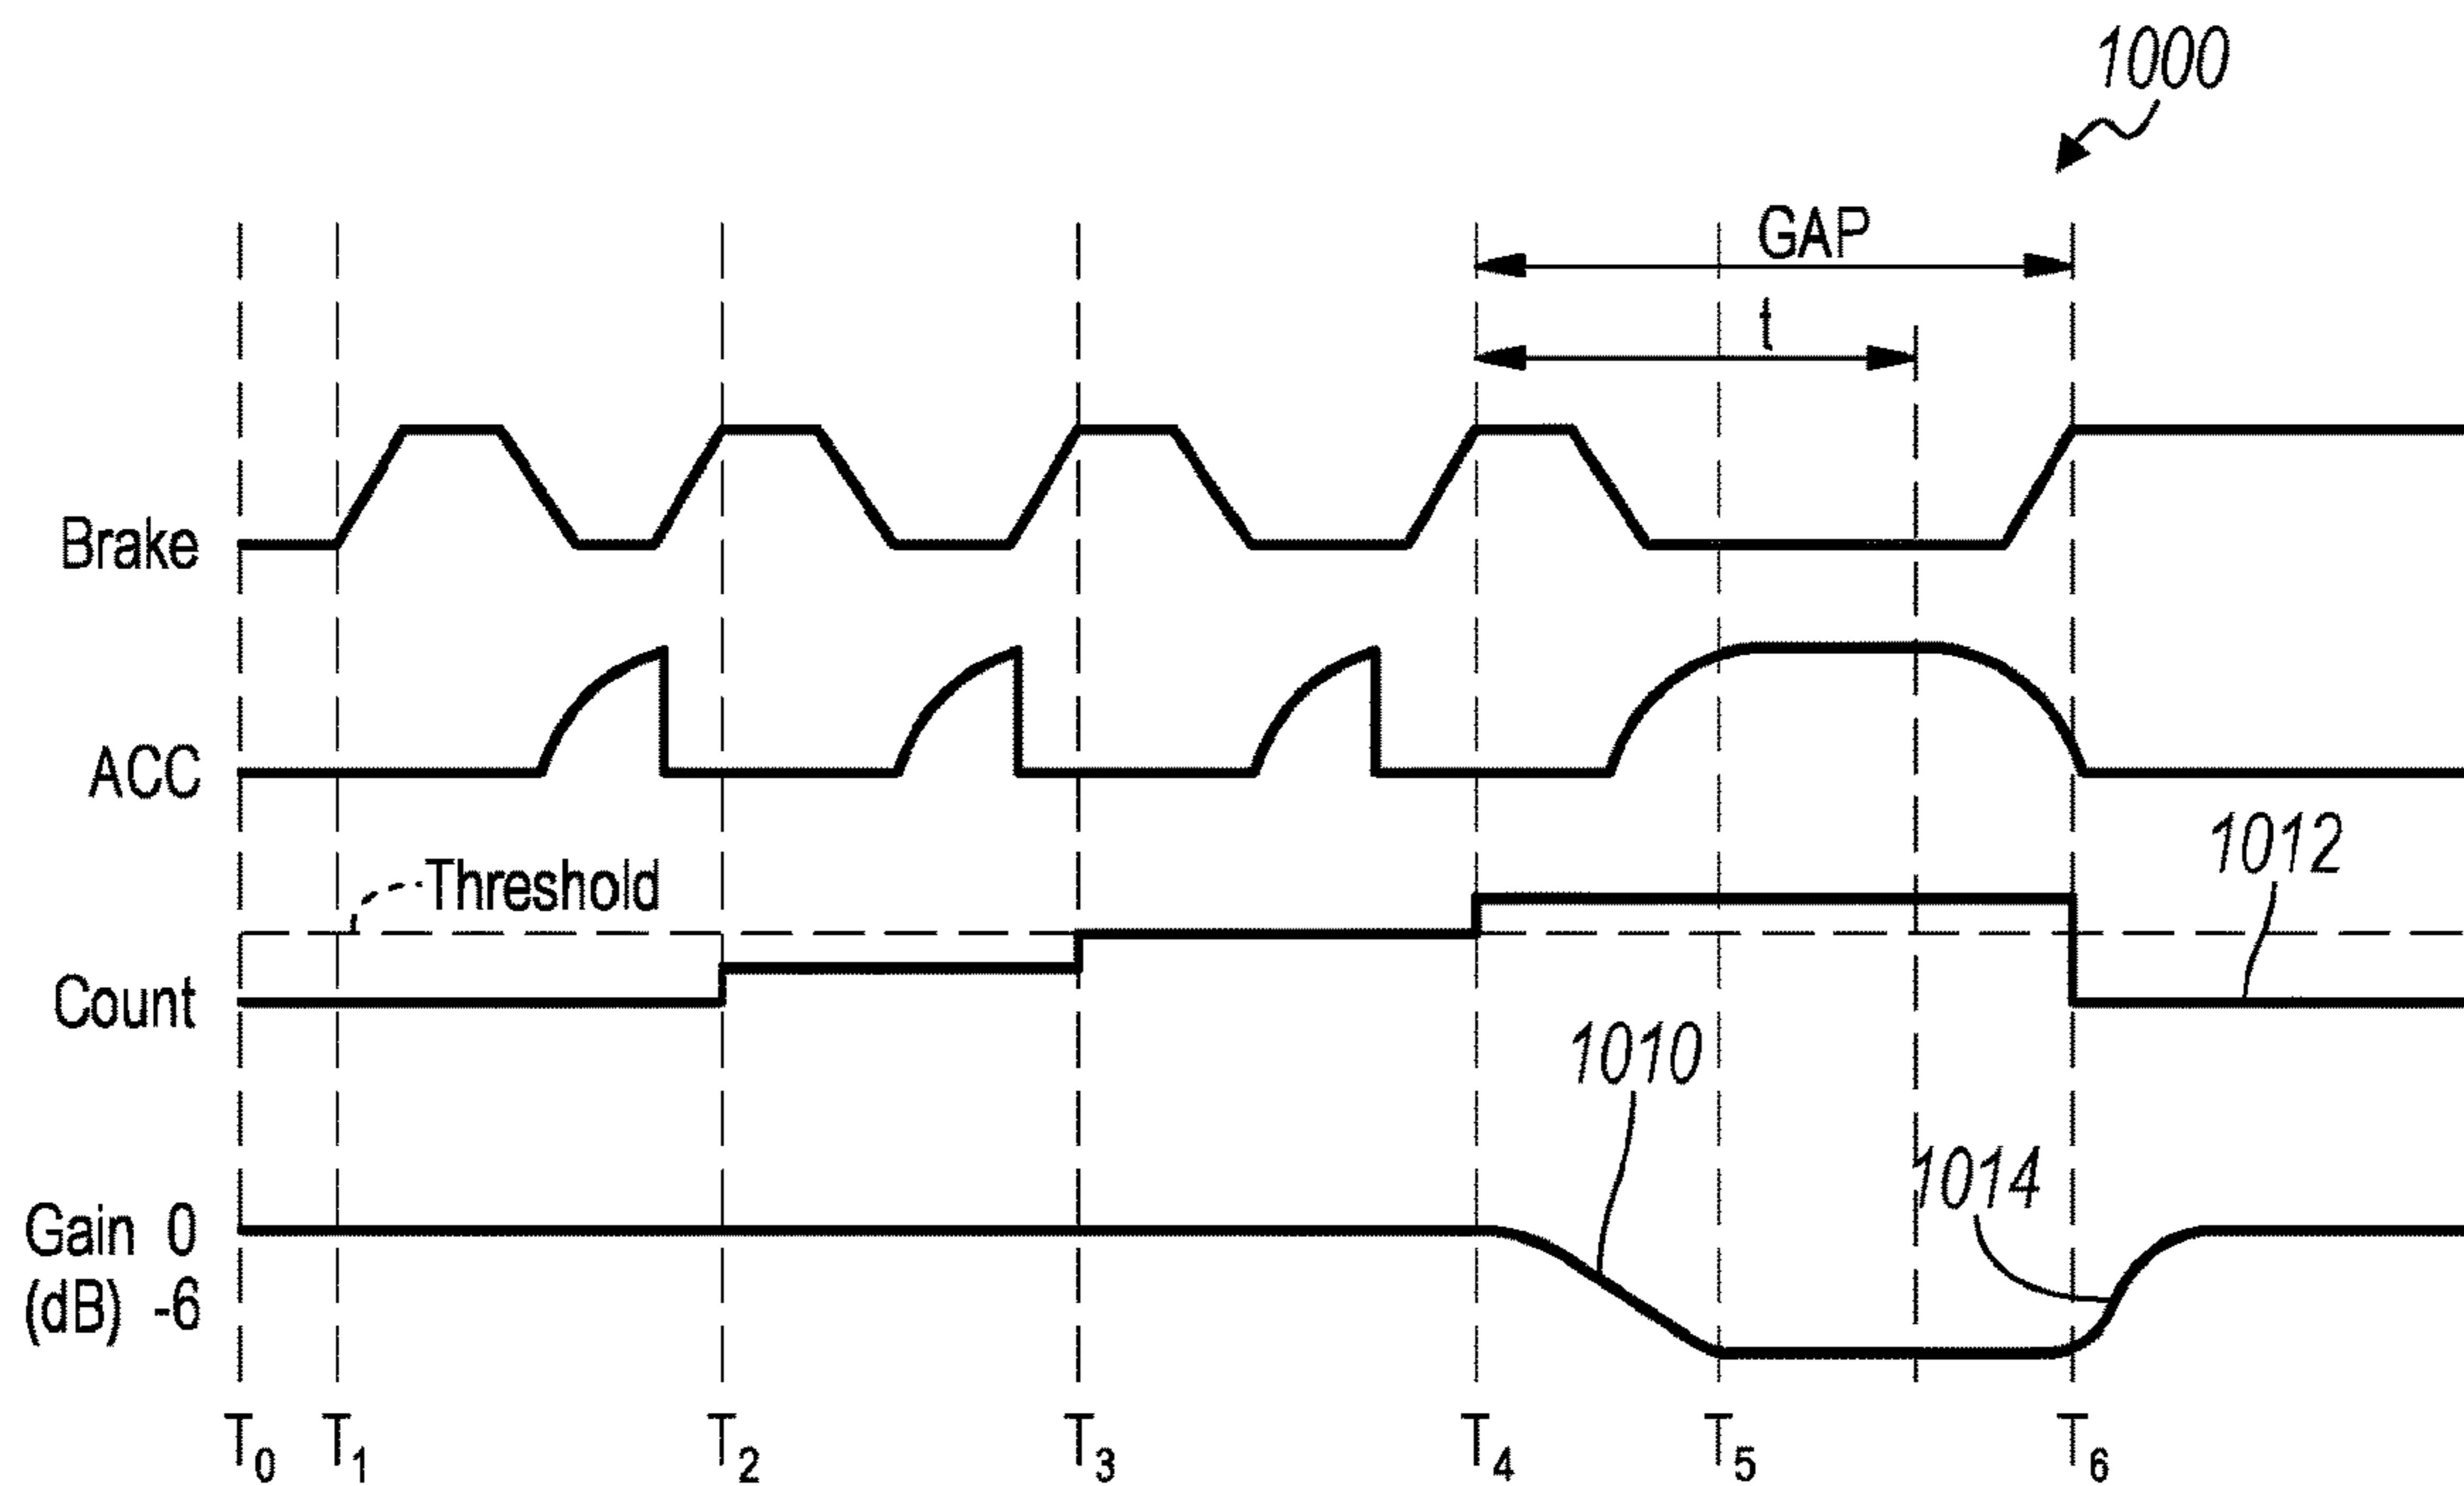 1000
GAP
t
Brake
ACC
Threshold
1012
Count
1010
1014
Gain 0
(dB) -6
T0 T1 T2 T3 T4 T5 T6